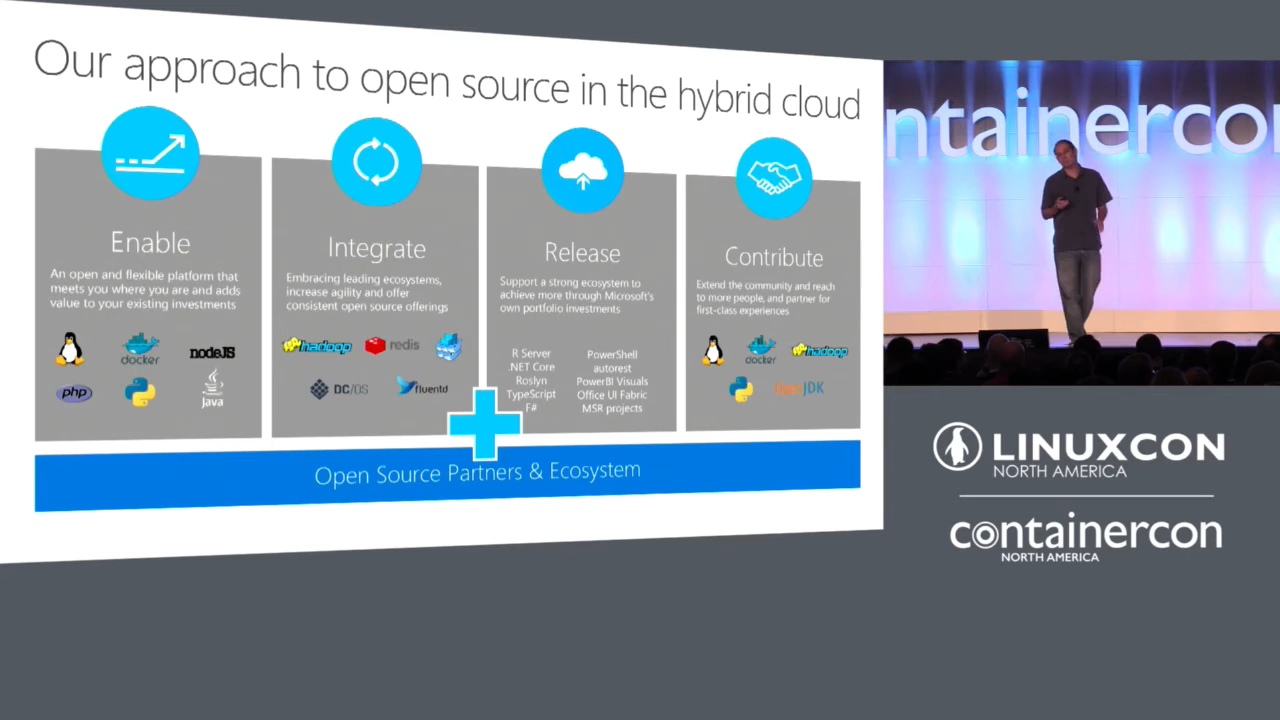 Our approach to open source in the hybrid cloud
Enable
An open and flexible platform that
meets you where you are and adds
value to your existing investments
docker
nodeJS
php
Java
Integrate
Embracing leading ecosystems,
increase agility and offer
consistent open source offerings
hadoop
redis
DC/OS
fluentd
Release
Support a strong ecosystem to
achieve more through Microsoft's
own portfolio investments
R Server
.NET Core
Roslyn
TypeScript
F#
PowerShell
autorest
PowerBI Visuals
Office UI Fabric
MSR projects
Contribute
Extend the community and reach
to more people, and partner for
first-class experiences
docker
hadoop
OpenJDK
Open Source Partners & Ecosystem
ntainerco
LINUXCON
NORTH AMERICA
containercon
NORTH AMERICA